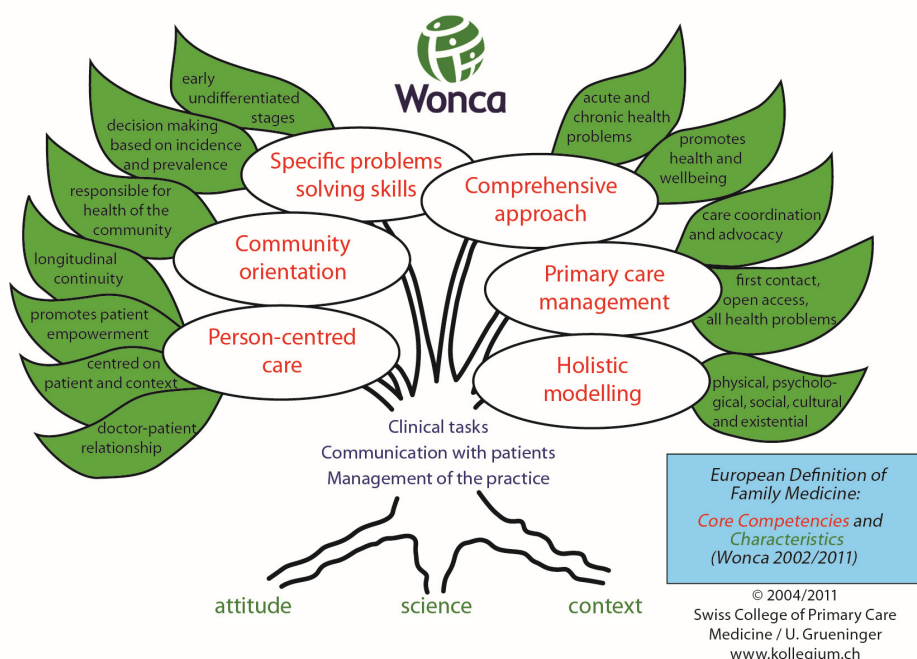 Wonca
early
undifferentiated
stages
decision making
based on incidence
and prevalence
responsible for
health of the
community
longitudinal
continuity
promotes patient
empowerment
centred on
patient and context
doctor-patient
relationship
Specific problems
solving skills
Community
orientation
Person-centred
care
Comprehensive
approach
Primary care
management
Holistic
modelling
acute and
chronic health
problems
promotes
health and
wellbeing
care coordination
and advocacy
first contact,
open access,
all health problems
physical, psycholo-
gical, social, cultural
and existential
Clinical tasks
Communication with patients
Management of the practice
attitude
science
context
European Definition of
Family Medicine:
Core Competencies and
Characteristics
(Wonca 2002/2011)
© 2004/2011
Swiss College of Primary Care
Medicine / U. Grueninger
www.kollegium.ch